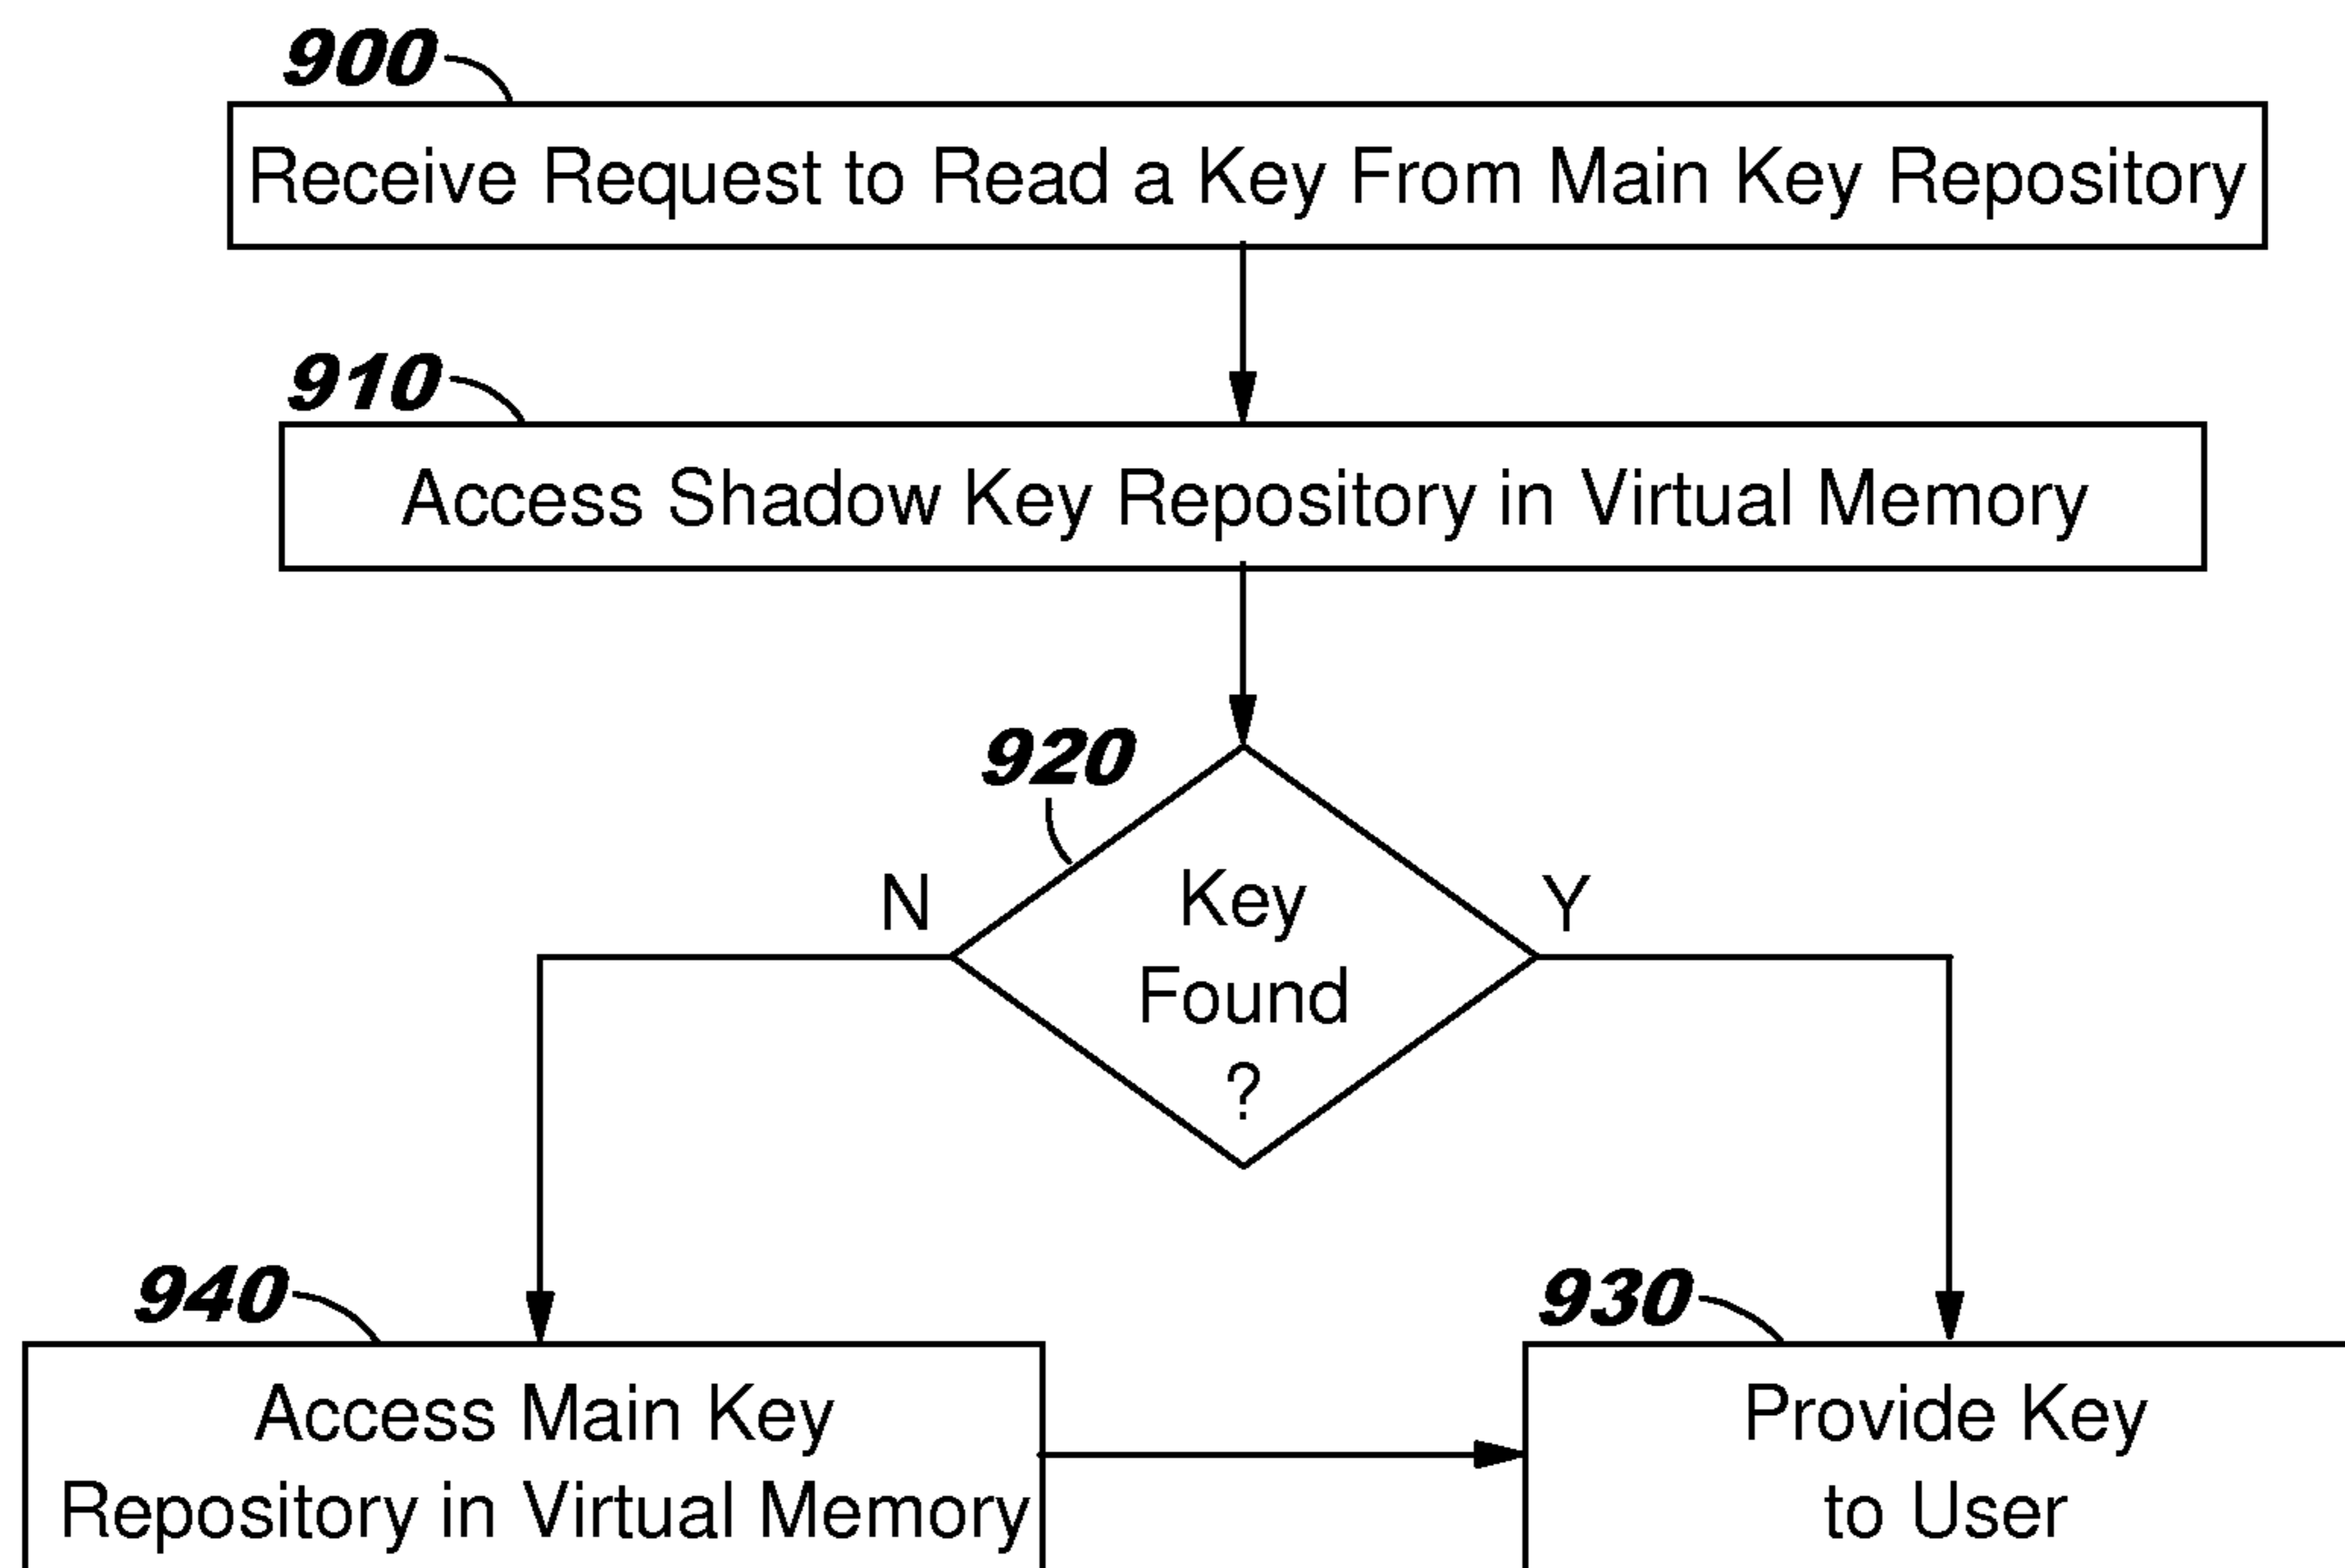 900
Receive Request to Read a Key From Main Key Repository
910
Access Shadow Key Repository in Virtual Memory
920
N
Key
Found
?
Y
940
Access Main Key
Repository in Virtual Memory
930
Provide Key
to User